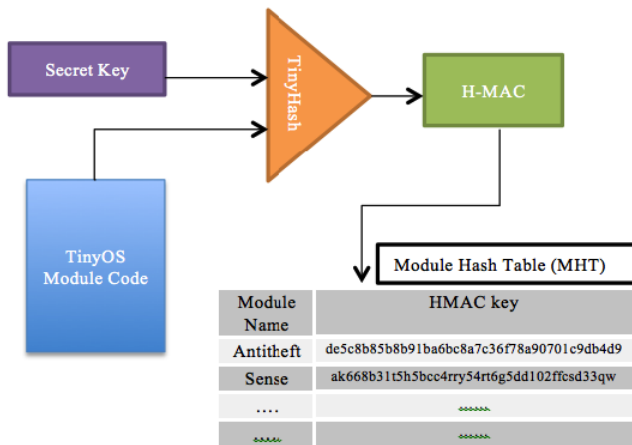 Secret Key
TinyHash
H-MAC
TinyOS
Module Code
Module Hash Table (MHT)
Module
Name
HMAC key
Antitheft de5c8b85b8b91ba6bc8a7c36f78a90701c9db4d9
Sense ak668b31t5h5bcc4rry54rt6g5dd102ffcsd33qw
.... ......
..... ......